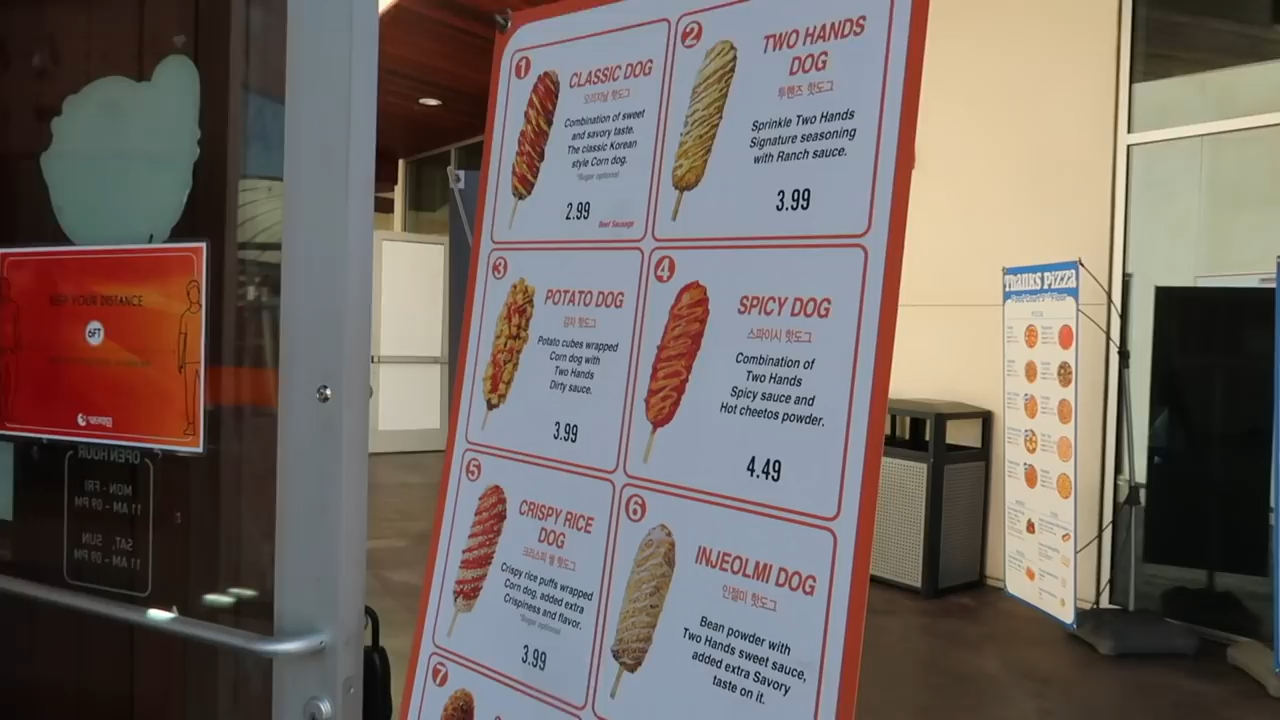 1
CLASSIC DOG
오리지날 핫도그
Combination of sweet
and savory taste.
The classic Korean
style Corn dog.
*Sugar optional
2.99
Beef Sausage
2
TWO HANDS
DOG
투핸즈 핫도그
Sprinkle Two Hands
Signature seasoning
with Ranch sauce.
3.99
3
POTATO DOG
감자 핫도그
Potato cubes wrapped
Corn dog with
Two Hands
Dirty sauce.
3.99
4
SPICY DOG
스파이시 핫도그
Combination of
Two Hands
Spicy sauce and
Hot cheetos powder.
4.49
5
CRISPY RICE
DOG
크리스피 쌀 핫도그
Crispy rice puffs wrapped
Corn dog, added extra
Crispiness and flavor.
*Sugar optional
3.99
6
INJEOLMI DOG
인절미 핫도그
Bean powder with
Two Hands sweet sauce,
added extra Savory
taste on it.
7
KEEP YOUR DISTANCE
6FT
OPEN HOUR
MON - FRI
11 AM - 09 PM
SAT, SUN
11 AM - 09 PM
THANKS PIZZA
Food Court 2nd Floor